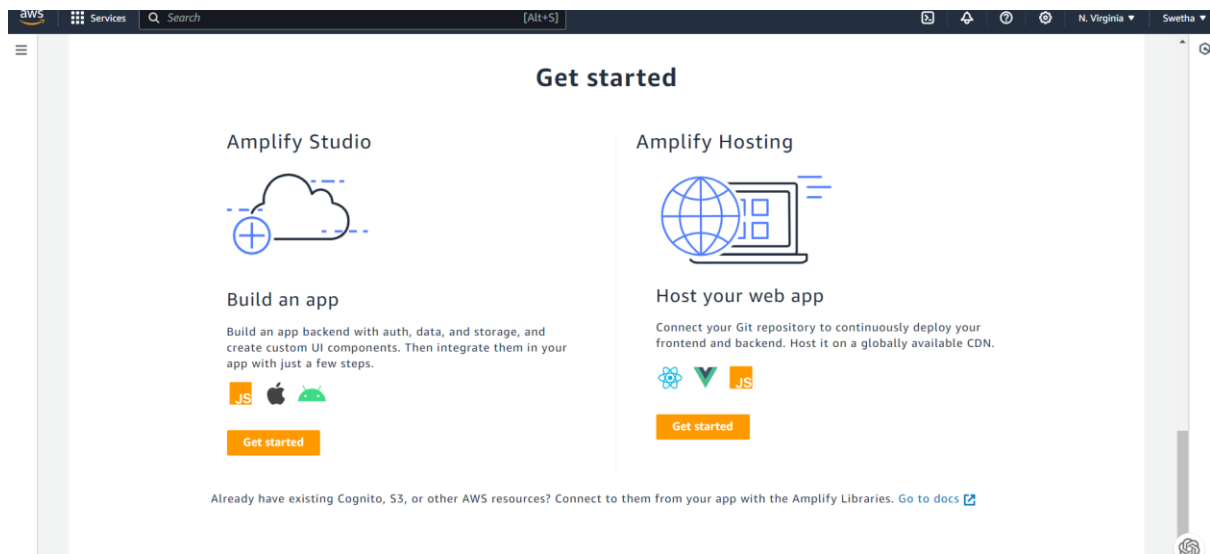 aws Services Search [Alt+S] N. Virginia ▼ Swetha ▼
Get started
Amplify Studio
Build an app
Build an app backend with auth, data, and storage, and
create custom UI components. Then integrate them in your
app with just a few steps.
JS
Get started
Amplify Hosting
Host your web app
Connect your Git repository to continuously deploy your
frontend and backend. Host it on a globally available CDN.
JS
Get started
Already have existing Cognito, S3, or other AWS resources? Connect to them from your app with the Amplify Libraries. Go to docs